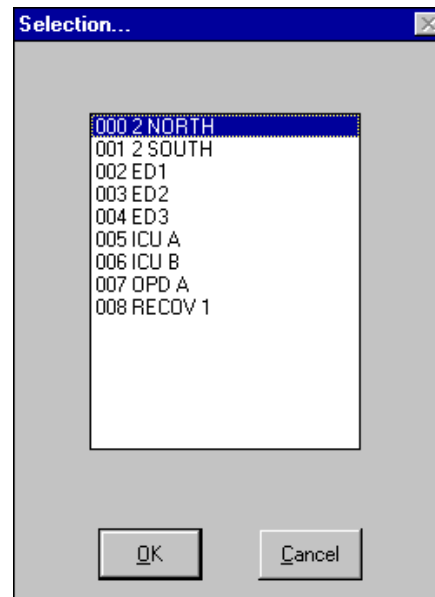 Selection...
000 2 NORTH
001 2 SOUTH
002 ED1
003 ED2
004 ED3
005 ICU A
006 ICU B
007 OPD A
008 RECOV 1
OK Cancel